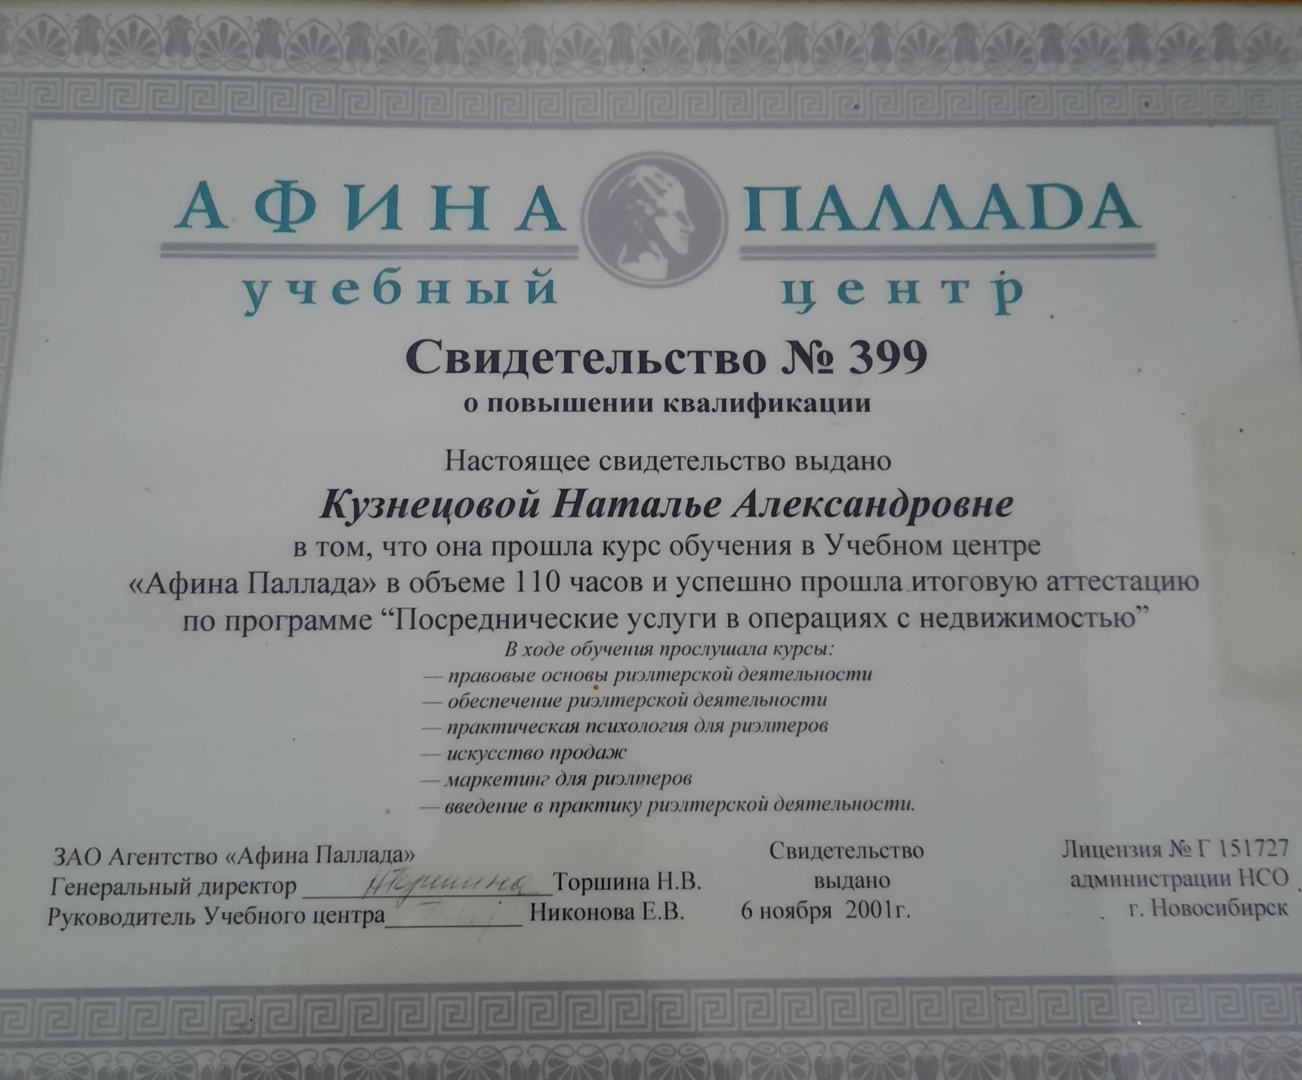 АФИНА ПАЛЛАDА
учебный центр
Свидетельство № 399
о повышении квалификации
Настоящее свидетельство выдано
Кузнецовой Наталье Александровне
в том, что она прошла курс обучения в Учебном центре
«Афина Паллада» в объеме 110 часов и успешно прошла итоговую аттестацию
по программе “Посреднические услуги в операциях с недвижимостью”
В ходе обучения прослушала курсы:
— правовые основы риэлтерской деятельности
— обеспечение риэлтерской деятельности
— практическая психология для риэлтеров
— искусство продаж
— маркетинг для риэлтеров
— введение в практику риэлтерской деятельности.
ЗАО Агентство «Афина Паллада»
Генеральный директор НТоршина Торшина Н.В.
Руководитель Учебного центра Никонова Е.В.
Свидетельство
выдано
6 ноября 2001г.
Лицензия № Г 151727
администрации НСО
г. Новосибирск